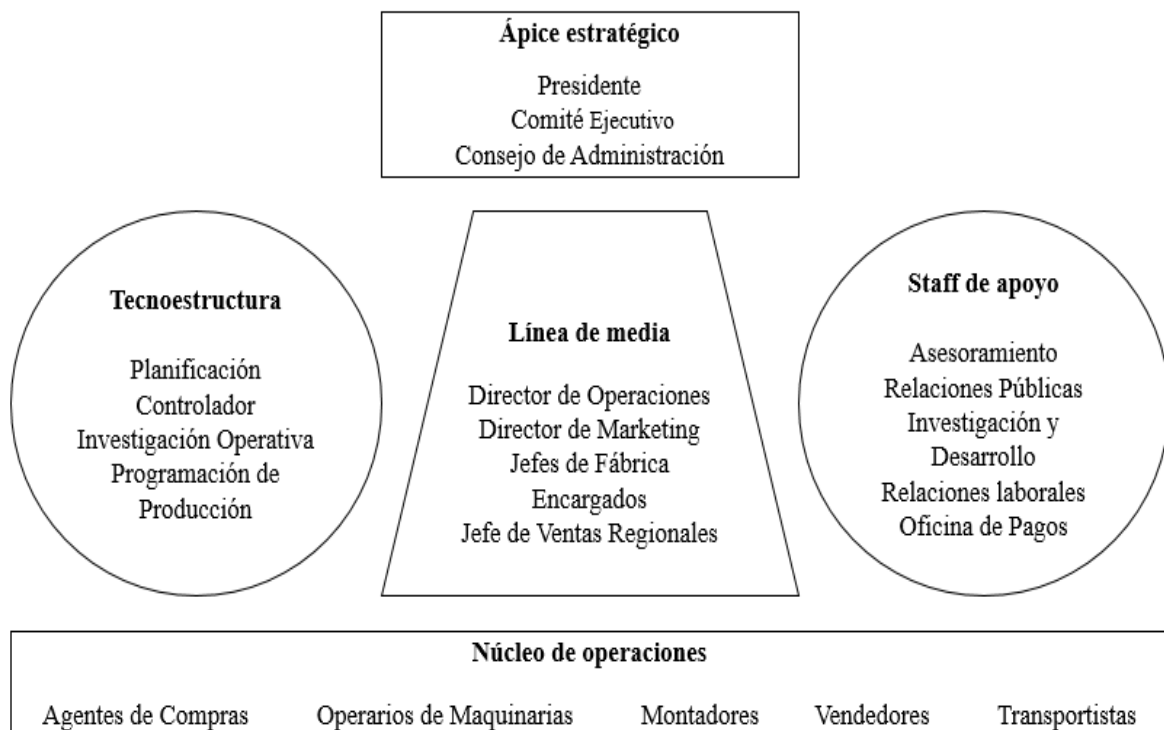 Ápice estratégico
Presidente
Comité Ejecutivo
Consejo de Administración
Tecnoestructura
Planificación
Controlador
Investigación Operativa
Programación de
Producción
Línea de media
Director de Operaciones
Director de Marketing
Jefes de Fábrica
Encargados
Jefe de Ventas Regionales
Staff de apoyo
Asesoramiento
Relaciones Públicas
Investigación y
Desarrollo
Relaciones laborales
Oficina de Pagos
Núcleo de operaciones
Agentes de Compras Operarios de Maquinarias Montadores Vendedores Transportistas